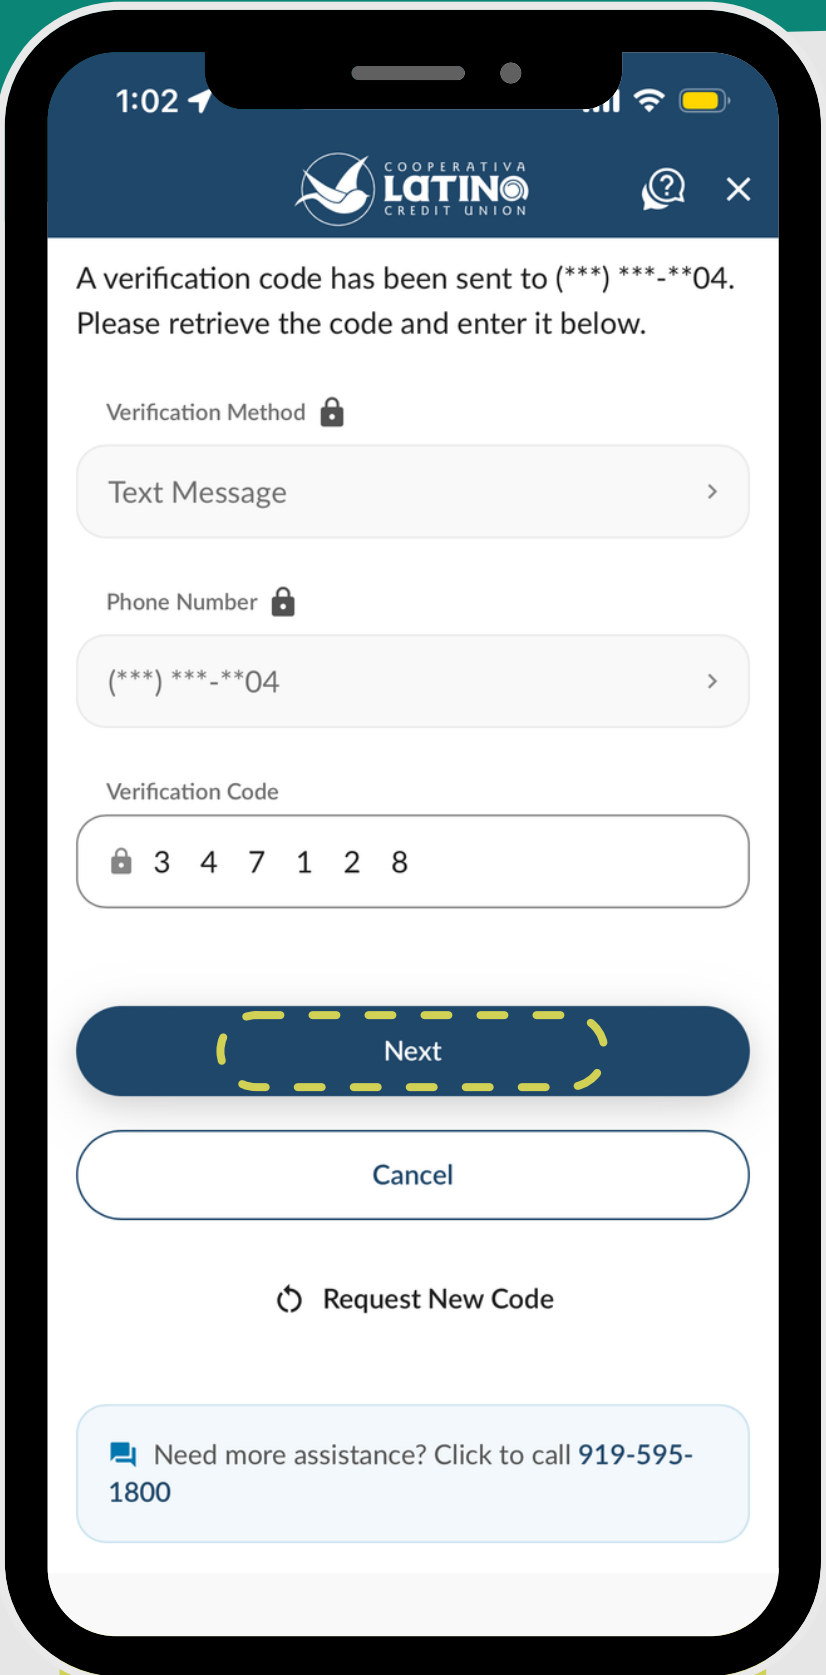 1:02
COOPERATIVA
LATINO
CREDIT UNION
A verification code has been sent to (***) ***-**04.
Please retrieve the code and enter it below.
Verification Method
Text Message
Phone Number
(***) ***-**04
Verification Code
3 4 7 1 2 8
Next
Cancel
Request New Code
Need more assistance? Click to call 919-595-
1800